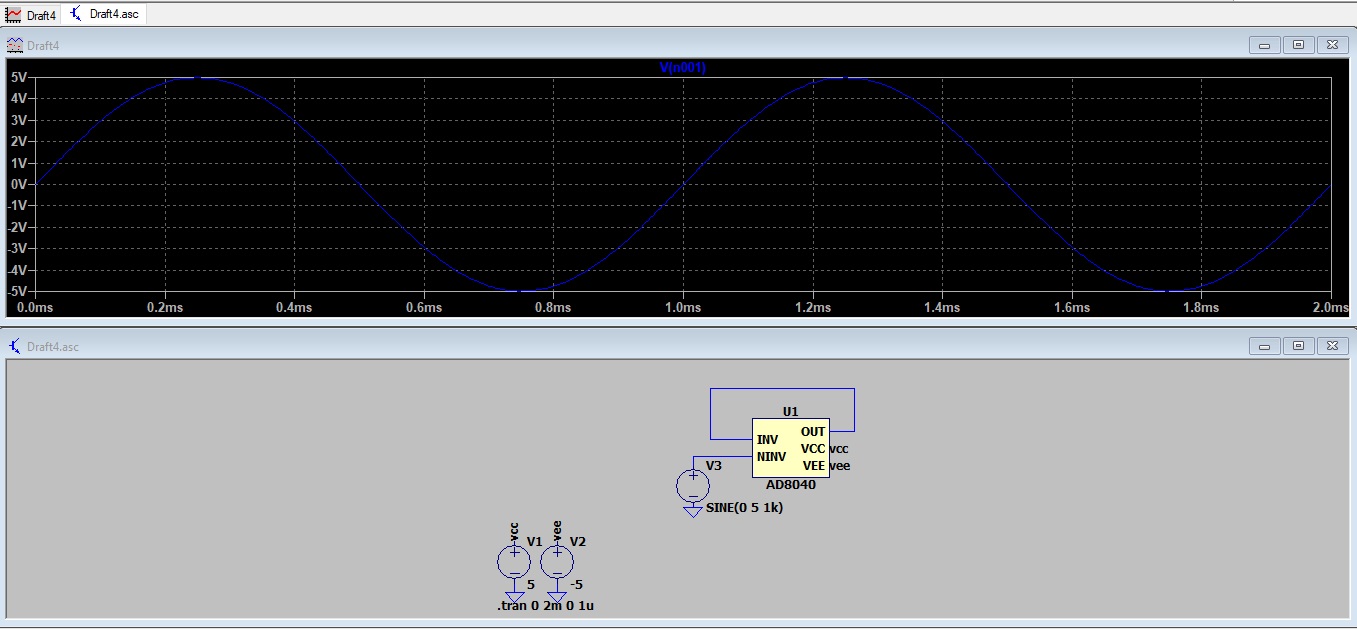 Draft4 Draft4.asc
Draft4
V(n001)
5V
4V
3V
2V
1V
0V
-1V
-2V
-3V
-4V
-5V
0.0ms 0.2ms 0.4ms 0.6ms 0.8ms 1.0ms 1.2ms 1.4ms 1.6ms 1.8ms 2.0ms
Draft4.asc
U1
INV OUT
NINV VCC vcc
VEE vee
AD8040
V3
SINE(0 5 1k)
vcc vee
V1 V2
5 -5
.tran 0 2m 0 1u